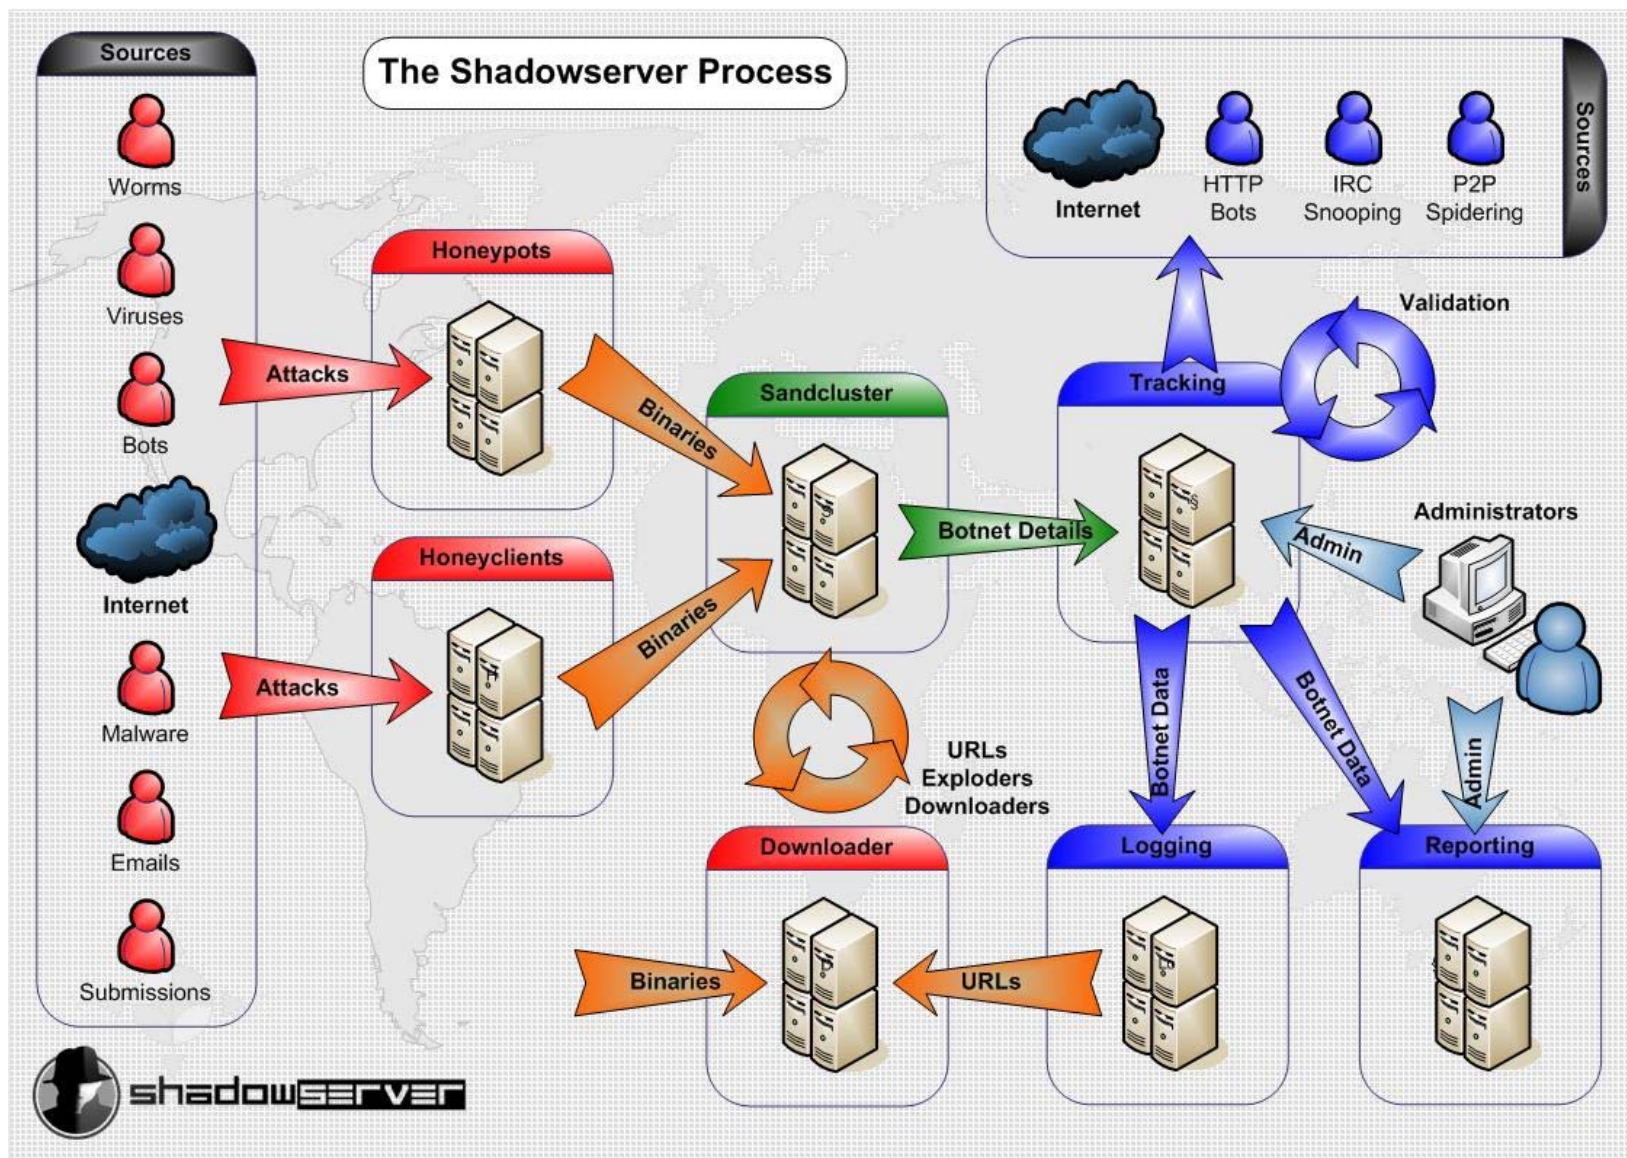 Sources
The Shadowserver Process
Sources
Worms
Viruses
Bots
Internet
Malware
Emails
Submissions
Internet
HTTP
Bots
IRC
Snooping
P2P
Spidering
Honeypots
Attacks
Binaries
Honeyclients
Attacks
Binaries
Sandcluster
Botnet Details
Tracking
Validation
Administrators
Admin
Botnet Data
Botnet Data
Admin
URLs
Exploders
Downloaders
Downloader
Binaries
URLs
Logging
Reporting
shadowserver